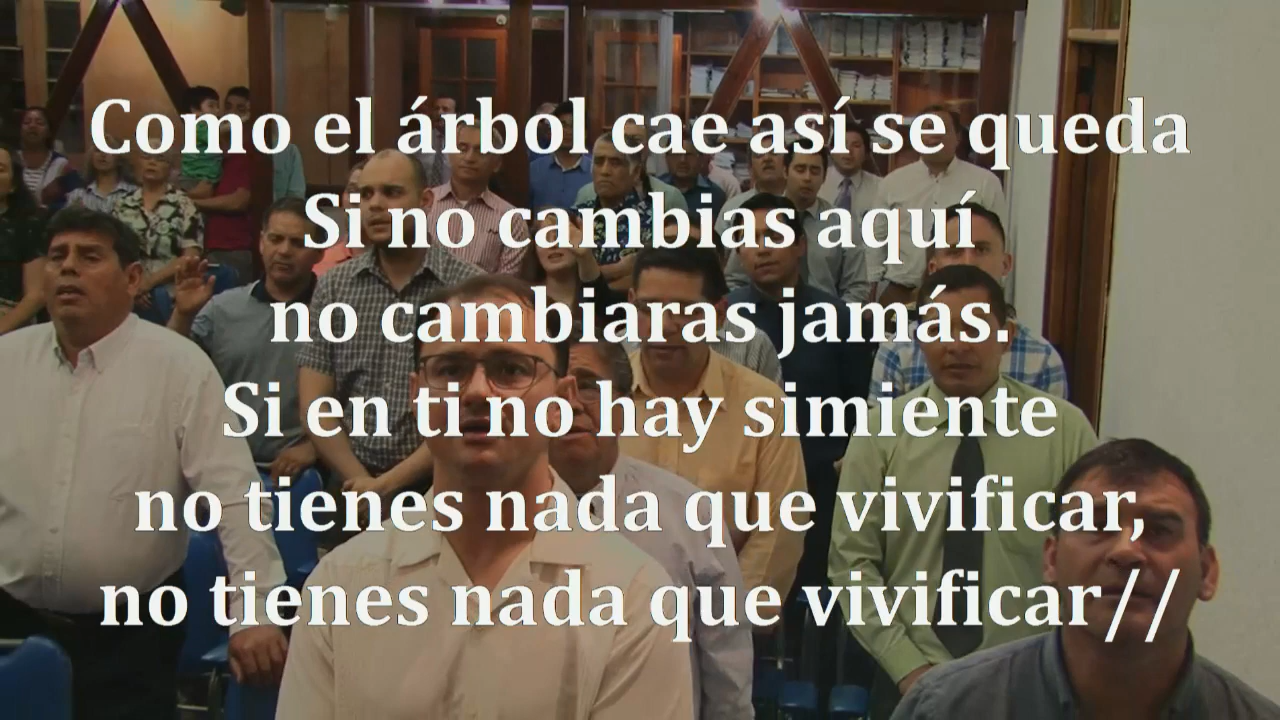 Como el árbol cae así se queda
Si no cambias aquí
no cambiaras jamás.
Si en ti no hay simiente
no tienes nada que vivificar,
no tienes nada que vivificar//